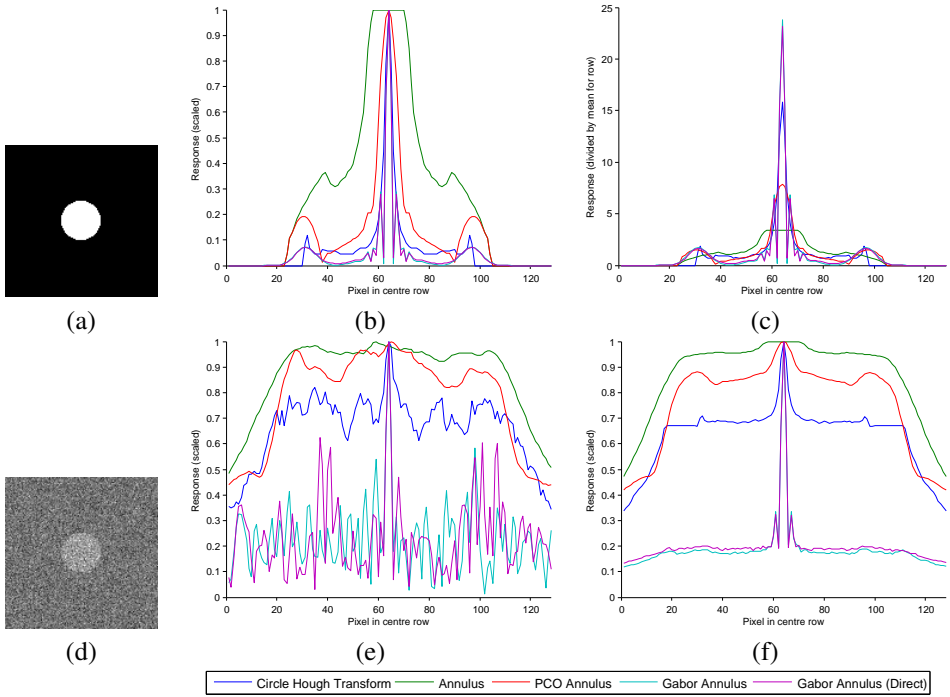 Response (scaled)
1
0.9
0.8
0.7
0.6
0.5
0.4
0.3
0.2
0.1
0
0 20 40 60 80 100 120
Pixel in centre row
Response (divided by mean for row)
25
20
15
10
5
0
0 20 40 60 80 100 120
Pixel in centre row
(a) (b) (c)
Response (scaled)
1
0.9
0.8
0.7
0.6
0.5
0.4
0.3
0.2
0.1
0
0 20 40 60 80 100 120
Pixel in centre row
Response (scaled)
1
0.9
0.8
0.7
0.6
0.5
0.4
0.3
0.2
0.1
0
0 20 40 60 80 100 120
Pixel in centre row
(d) (e) (f)
Circle Hough Transform Annulus PCO Annulus Gabor Annulus Gabor Annulus (Direct)